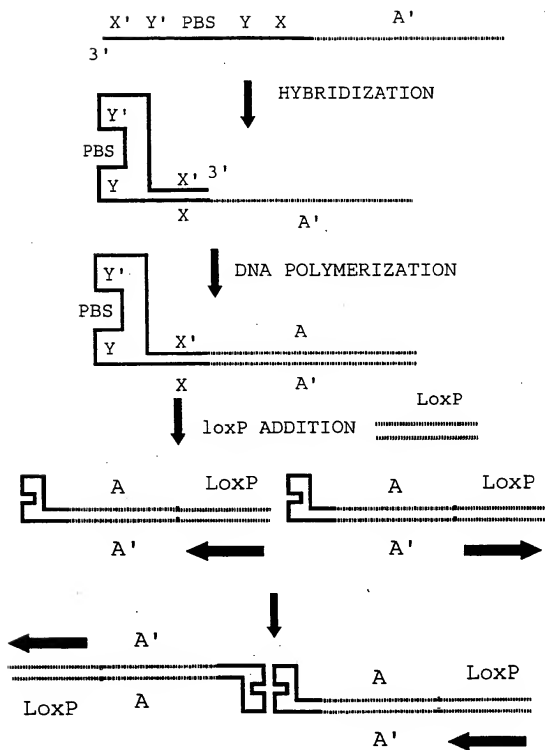 X' Y' PBS Y X A'
3'
HYBRIDIZATION
Y'
PBS
Y X' 3'
X A'
DNA POLYMERIZATION
Y'
PBS
Y X' A
X A'
LoxP
loxP ADDITION
A LoxP A LoxP
A' A'
A'
A LoxP
LoxP A
A'